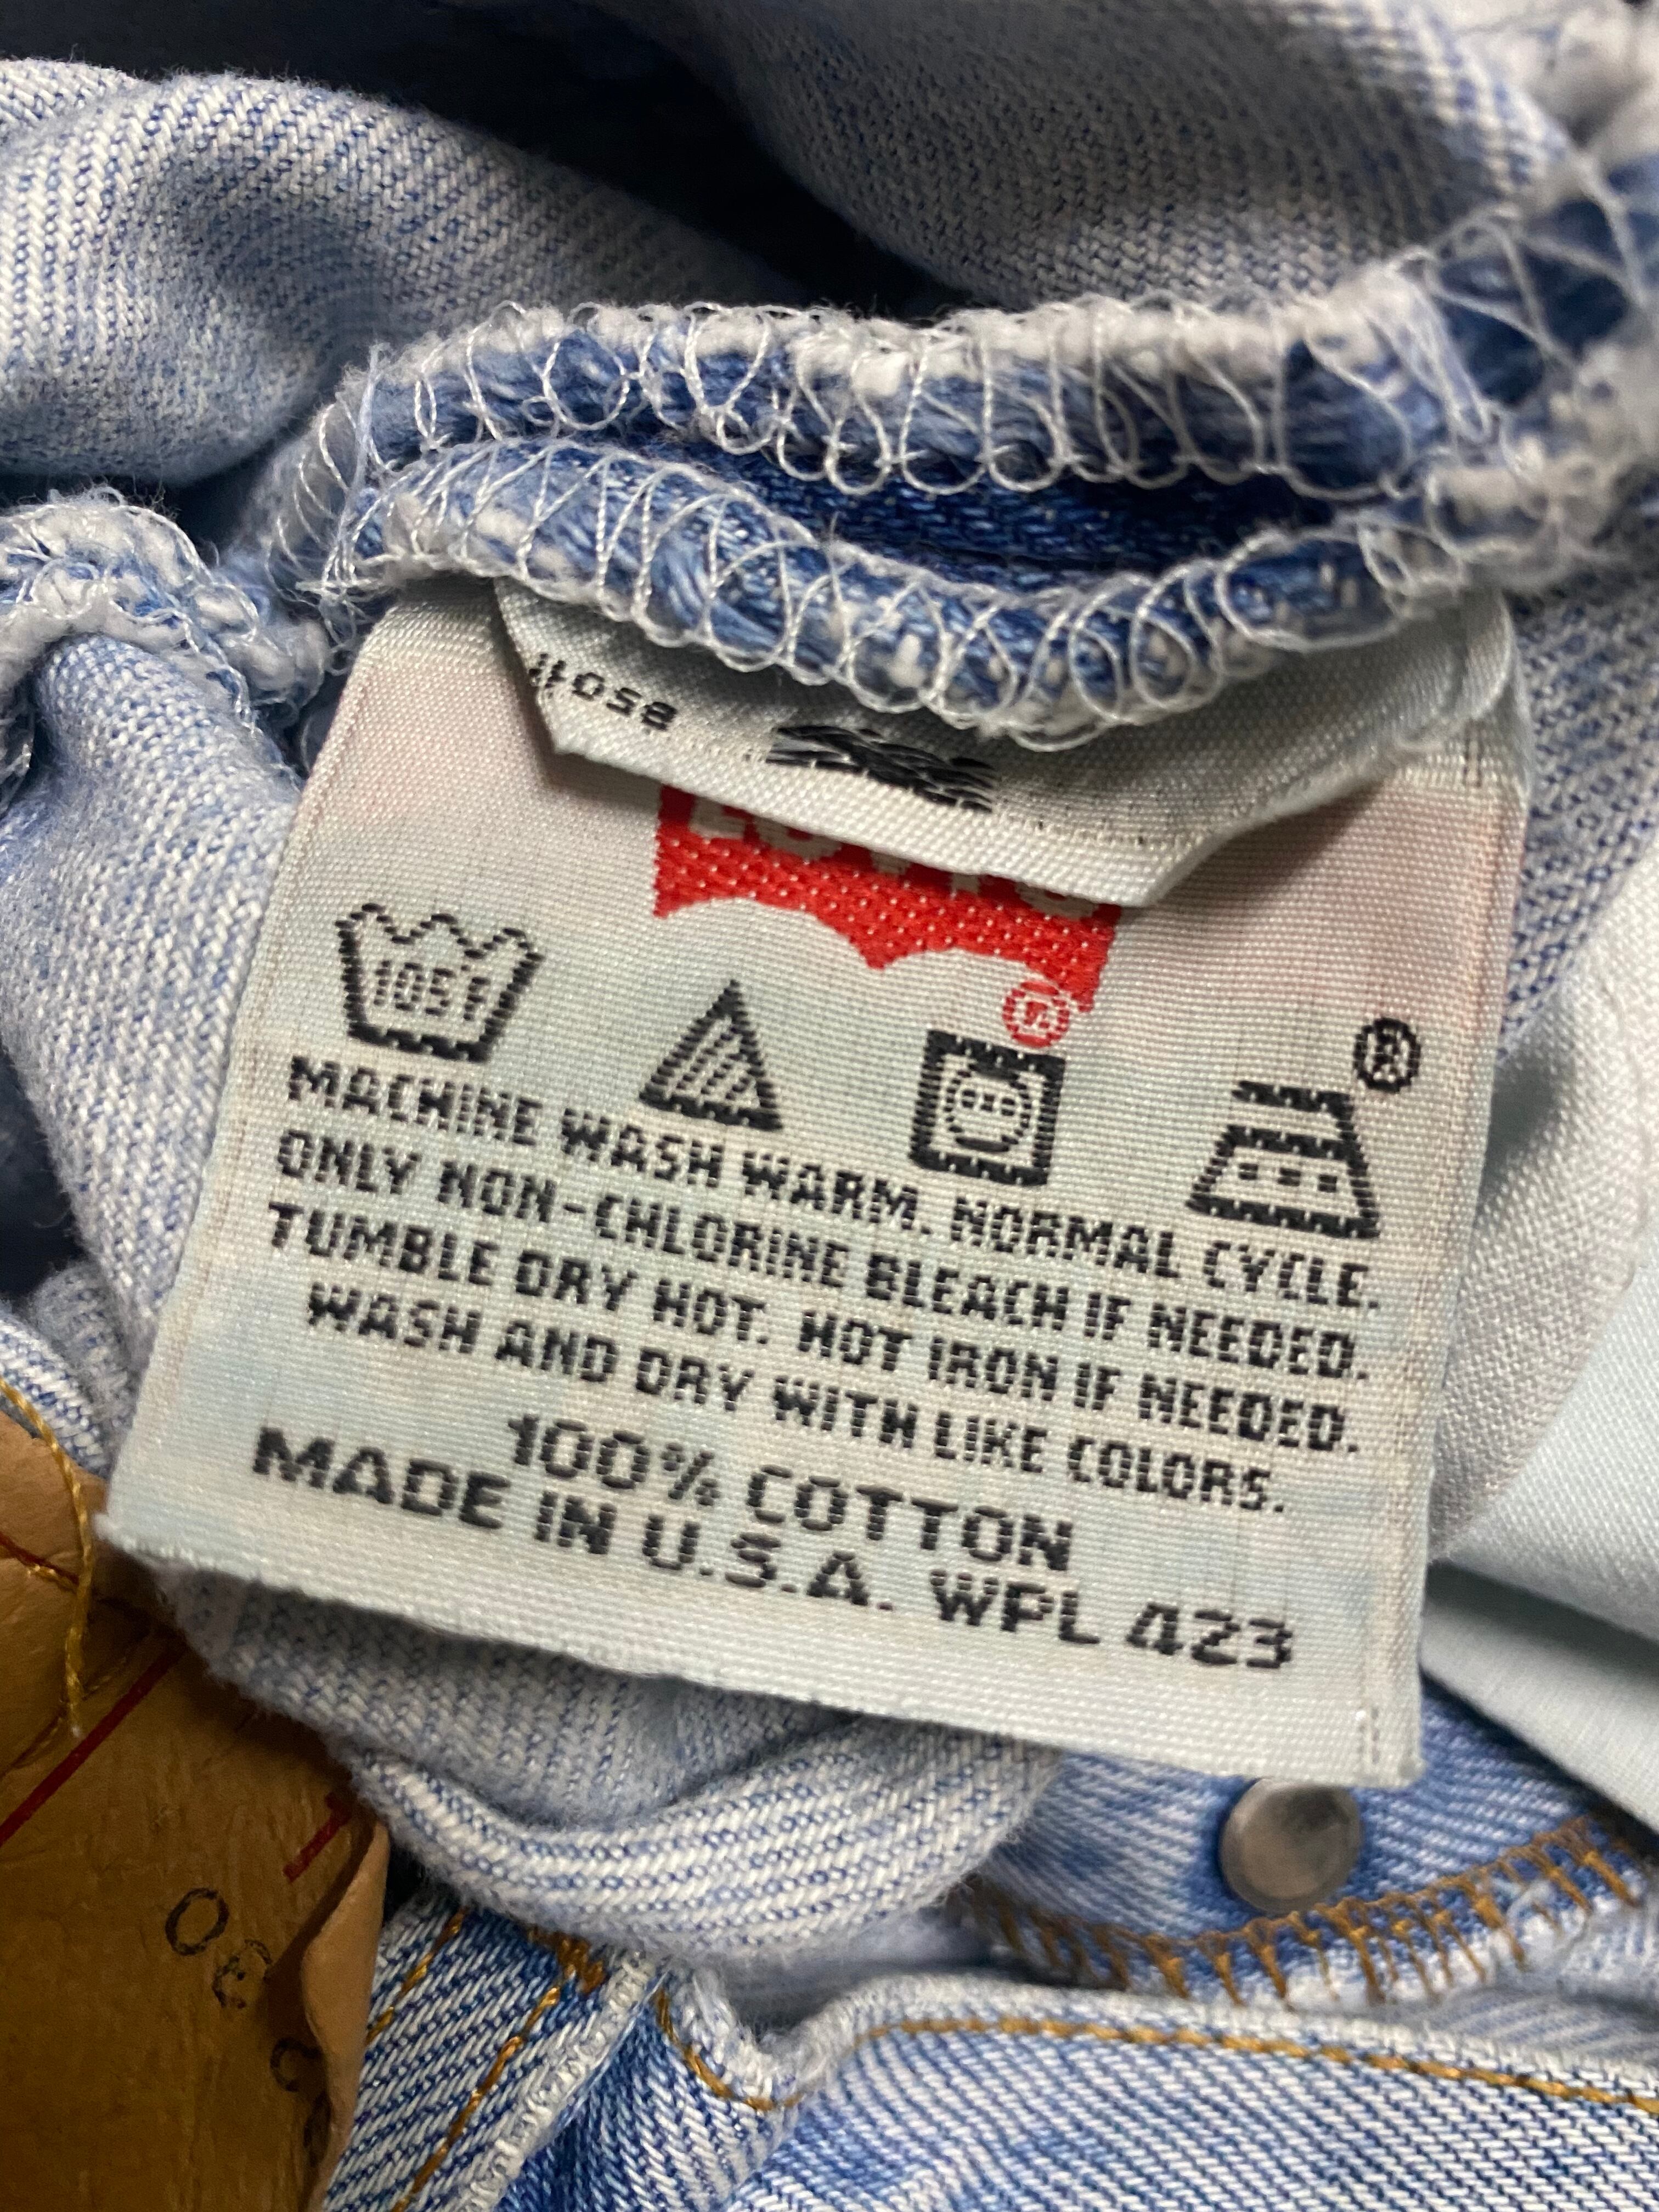 105°F
®
®
MACHINE WASH WARM. NORMAL CYCLE.
ONLY NON-CHLORINE BLEACH IF NEEDED.
TUMBLE DRY HOT. HOT IRON IF NEEDED.
WASH AND DRY WITH LIKE COLORS.
100% COTTON
MADE IN U.S.A. WPL 423